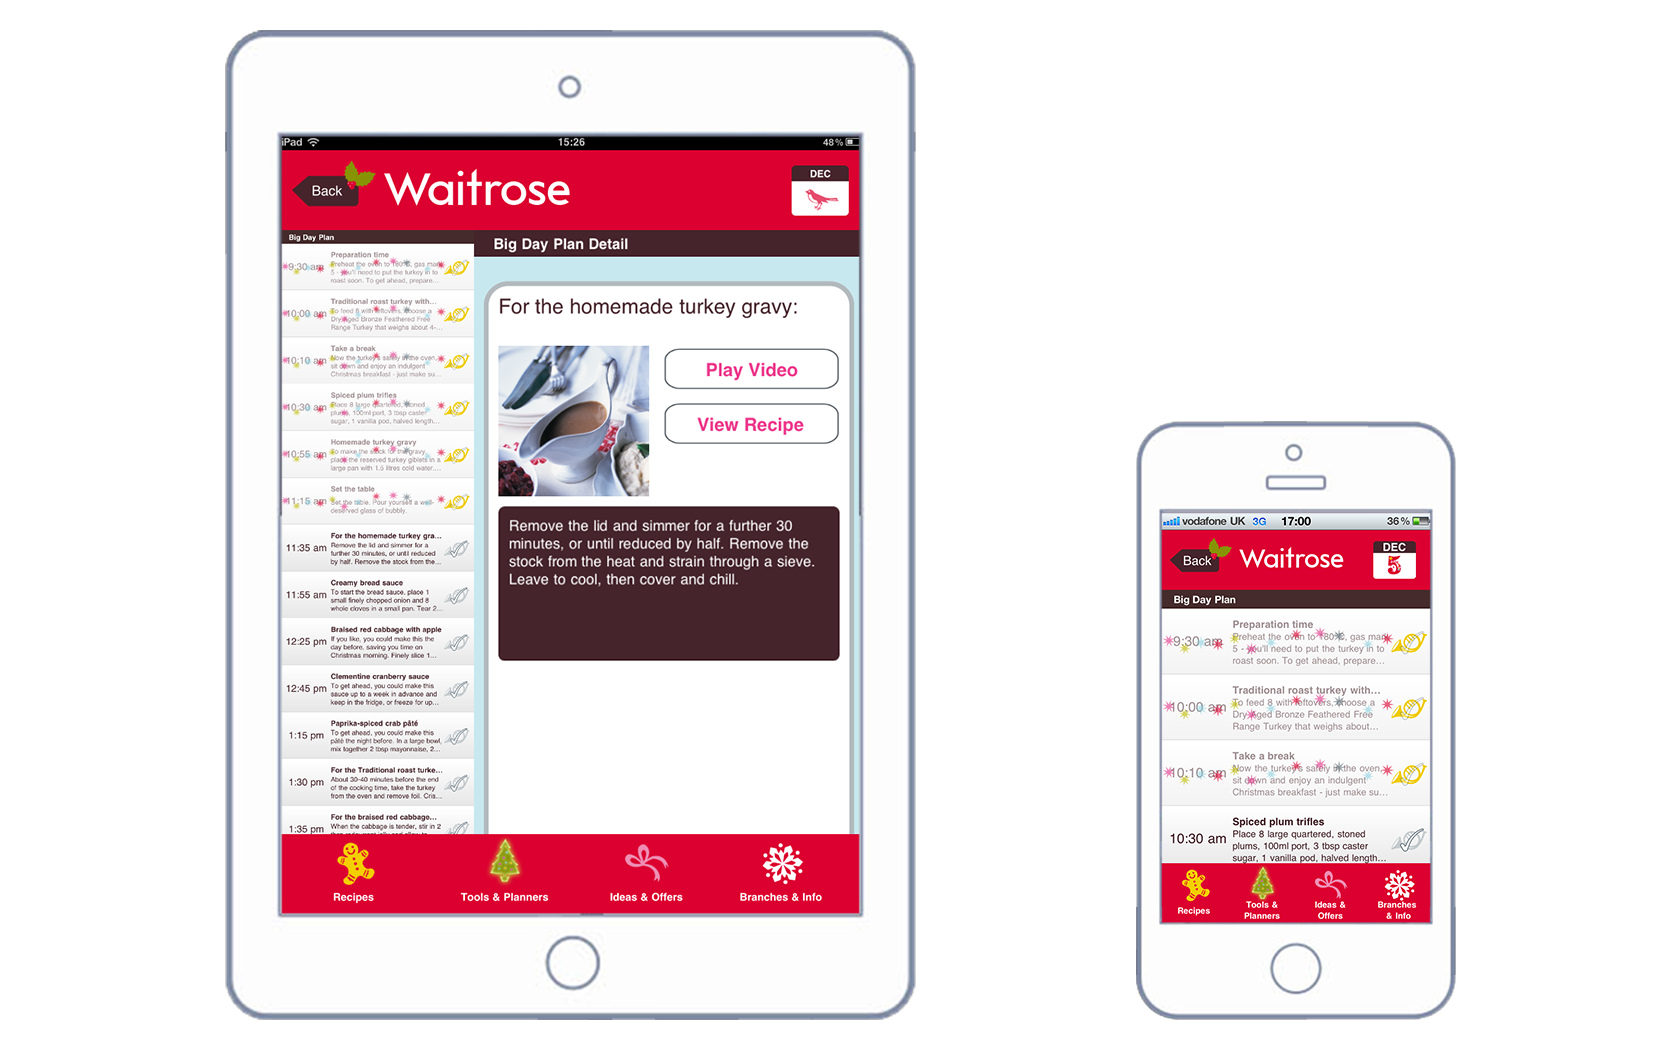 iPad
15:26
48%
Back
Waitrose
DEC
Big Day Plan
9:30 am
Preparation time
Preheat the oven to 180°C, gas mark
5 - you'll need to put the turkey in to
roast soon. To get ahead, prepare...
10:00 am
Traditional roast turkey with...
To feed 8 with leftovers, choose a
Dry Aged Bronze Feathered Free
Range Turkey that weighs about 4-...
10:10 am
Take a break
Now the turkey's safely in the oven,
sit down and enjoy an indulgent
Christmas breakfast - just make su...
10:30 am
Spiced plum trifles
Place 8 large quartered, stoned
plums, 100ml port, 3 tbsp caster
sugar, 1 vanilla pod, halved length...
10:55 am
Homemade turkey gravy
To make the stock for the gravy,
place the reserved turkey giblets in a
large pan with 1.5 litres cold water....
11:15 am
Set the table
Set the table. Pour yourself a well-
deserved glass of bubbly.
11:35 am
For the homemade turkey gra...
Remove the lid and simmer for a
further 30 minutes, or until reduced
by half. Remove the stock from the...
11:55 am
Creamy bread sauce
To start the bread sauce, place 1
small finely chopped onion and 8
whole cloves in a small pan. Tear 2...
12:25 pm
Braised red cabbage with apple
If you like, you could make this the
day before, saving you time on
Christmas morning. Finely slice 1...
12:45 pm
Clementine cranberry sauce
To get ahead, you could make this
sauce up to a week in advance and
keep in the fridge, or freeze for up...
1:15 pm
Paprika-spiced crab pâté
To get ahead, you could make this
pâté the night before. In a large bowl,
mix together 2 tbsp mayonnaise, 2...
1:30 pm
For the Traditional roast turke...
About 30-40 minutes before the end
of the cooking time, take the turkey
from the oven and remove foil. Cris...
1:35 pm
For the braised red cabbage...
When the cabbage is tender, stir in 2
Big Day Plan Detail
For the homemade turkey gravy:
Play Video
View Recipe
Remove the lid and simmer for a further 30
minutes, or until reduced by half. Remove the
stock from the heat and strain through a sieve.
Leave to cool, then cover and chill.
Recipes
Tools & Planners
Ideas & Offers
Branches & Info
vodafone UK 3G
17:00
36%
Back
Waitrose
DEC
5
Big Day Plan
9:30 am
Preparation time
Preheat the oven to 180°C, gas mark
5 - you'll need to put the turkey in to
roast soon. To get ahead, prepare...
10:00 am
Traditional roast turkey with...
To feed 8 with leftovers, choose a
Dry Aged Bronze Feathered Free
Range Turkey that weighs about...
10:10 am
Take a break
Now the turkey's safely in the oven,
sit down and enjoy an indulgent
Christmas breakfast - just make su...
10:30 am
Spiced plum trifles
Place 8 large quartered, stoned
plums, 100ml port, 3 tbsp caster
sugar, 1 vanilla pod, halved length...
Recipes
Tools &
Planners
Ideas &
Offers
Branches
& Info